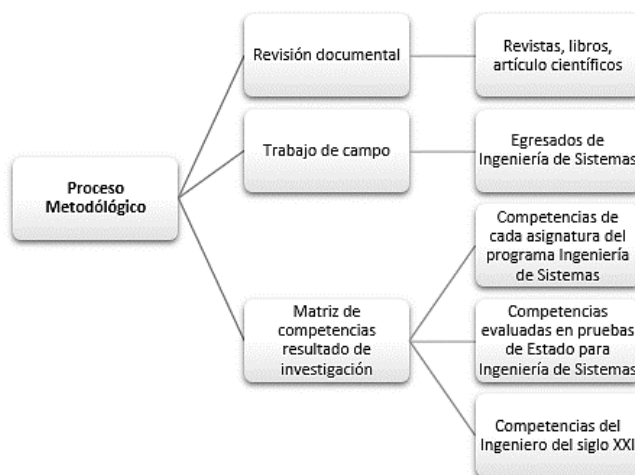 Proceso
Metodólógico
Revisión documental
Revistas, libros,
artículo científicos
Trabajo de campo
Egresados de
Ingeniería de Sistemas
Matriz de
competencias
resultado de
investigación
Competencias de
cada asignatura del
programa Ingeniería
de Sistemas
Competencias
evaluadas en pruebas
de Estado para
Ingeniería de Sistemas
Competencias del
Ingeniero del siglo XXI